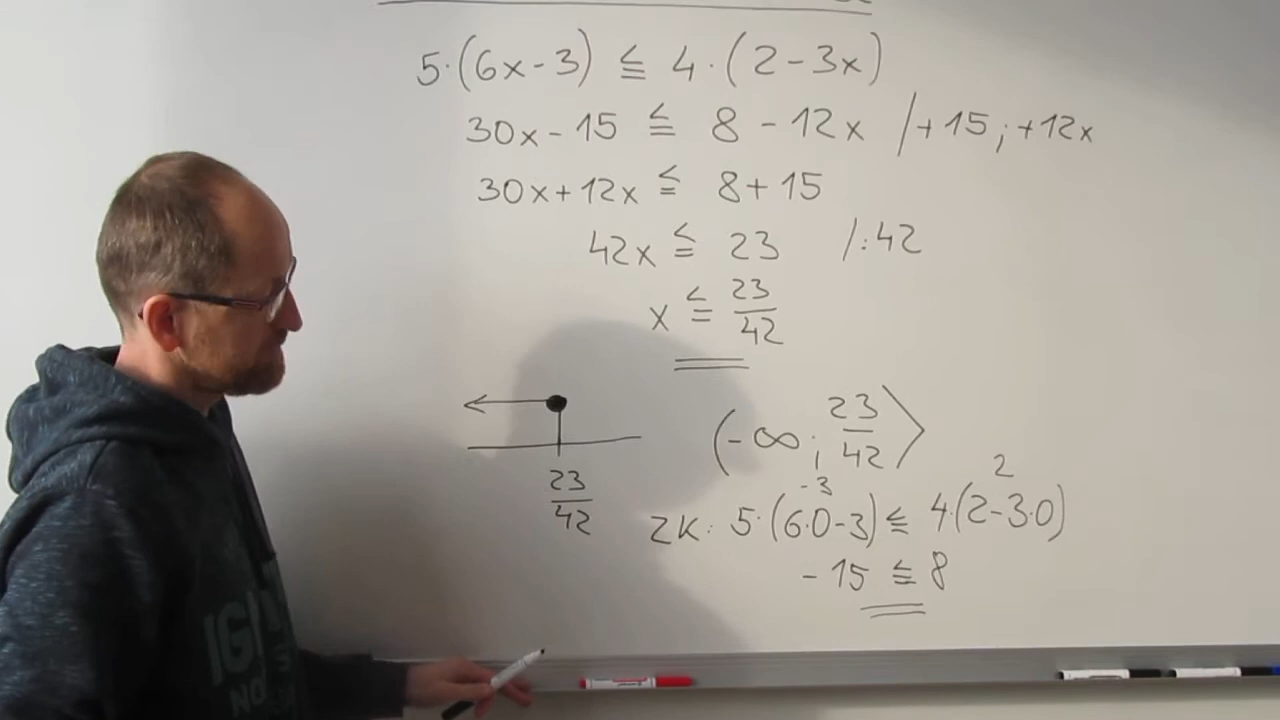 5·(6x-3) ≦ 4·(2-3x)
30x-15 ≦ 8-12x /+15;+12x
30x+12x ≦ 8+15
42x ≦ 23 /:42
x ≦ 23/42
(-∞; 23/42⟩
23/42
-3 2
ZK: 5·(6·0-3) ≦ 4·(2-3·0)
-15 ≦ 8
NO